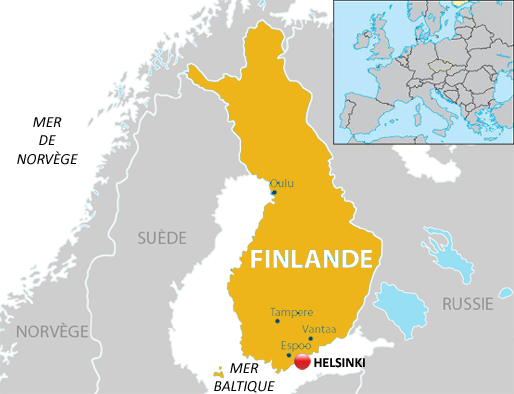 MER
DE
NORVÈGE
Oulu
SUÈDE
FINLANDE
RUSSIE
Tampere
NORVÈGE
Vantaa
Espoo
HELSINKI
MER
BALTIQUE